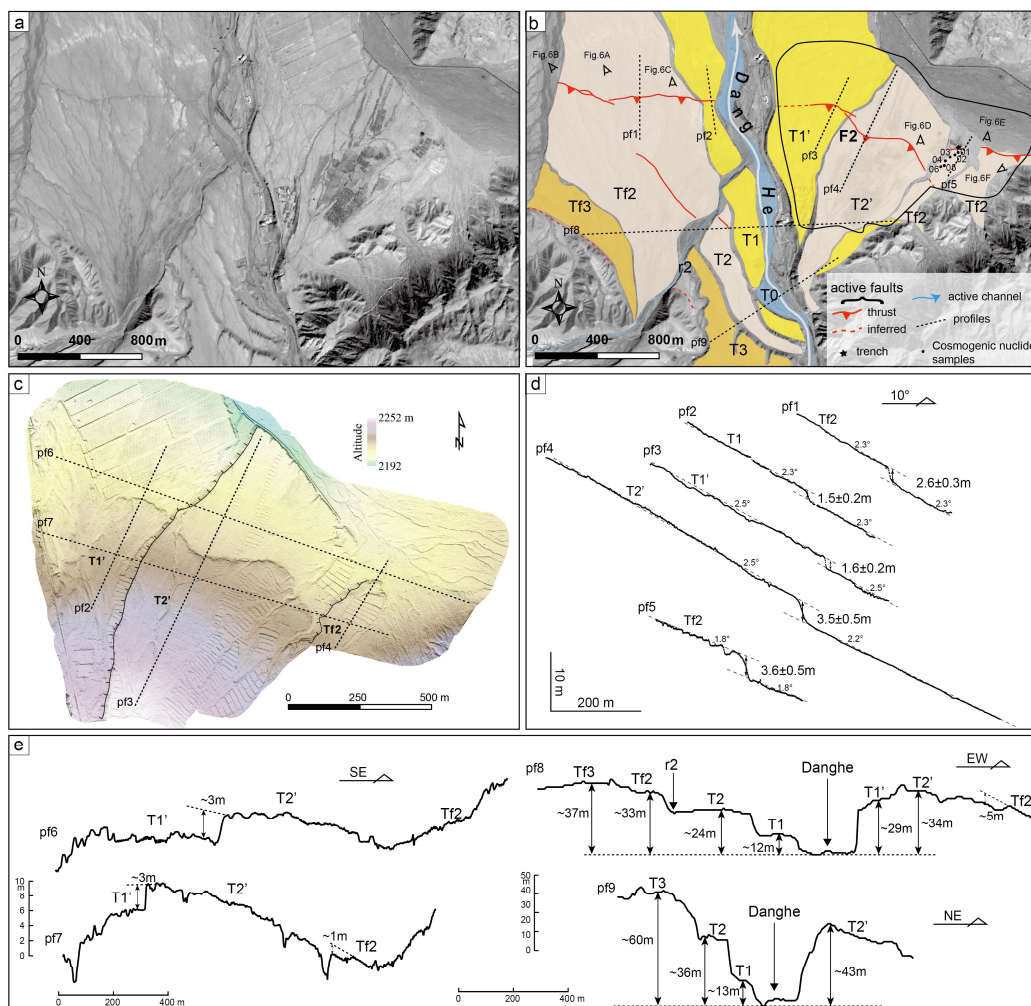 a
N
0
400
800m
b
Fig.6B
Fig.6A
Fig.6C
Dang
He
pf1
pf2
T1'
pf3
F2
pf4
Fig.6D
Fig.6E
03
01
04
02
06
pf5
Fig.6F
Tf2
T2'
Tf3
pf8
Tf2
Tf2
T1
T2
r2
T0
pf9
T3
N
0
400
800m
active faults
thrust
inferred
trench
active channel
profiles
Cosmogenic nuclide
samples
c
2252 m
Altitude
2192
N
pf6
pf7
T1'
pf2
T2'
Tf2
pf4
pf3
0
250
500 m
d
10°
pf1
Tf2
2.3°
2.6±0.3m
2.3°
pf2
T1
2.3°
1.5±0.2m
2.3°
pf3
T1'
2.5°
1.6±0.2m
2.5°
pf4
T2'
2.5°
3.5±0.5m
2.2°
pf5
Tf2
1.8°
3.6±0.5m
1.8°
10 m
200 m
e
SE
pf6
T1'
~3m
T2'
Tf2
10
m
8
6
4
2
0
pf7
~3m
T1'
T2'
~1m
Tf2
0
200
400 m
pf8
Tf3
Tf2
r2
T2
T1
Danghe
T1'
T2'
EW
Tf2
~37m
~33m
~24m
~12m
~29m
~34m
~5m
50
m
40
30
20
10
0
pf9
T3
T2
T1
Danghe
T2'
NE
~60m
~36m
~13m
~43m
0
200
400 m